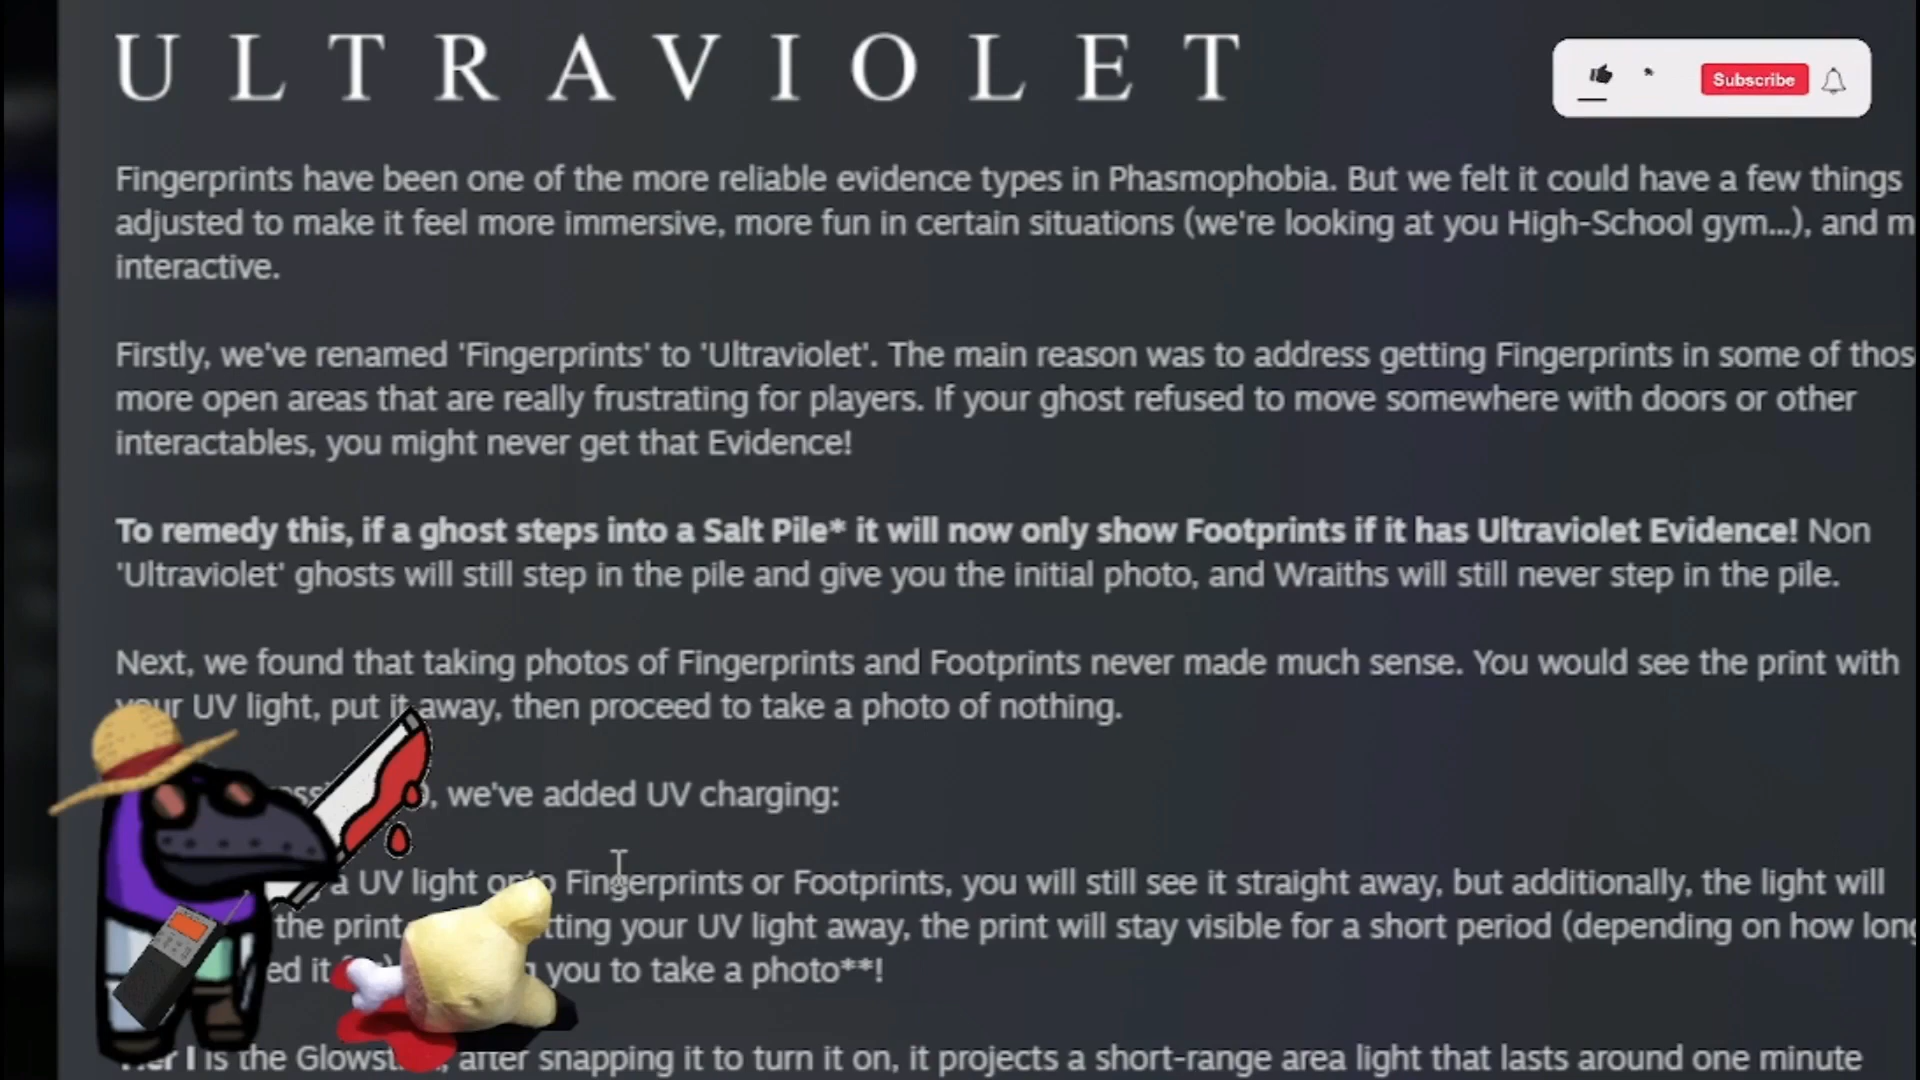 ULTRAVIOLET
Subscribe
Fingerprints have been one of the more reliable evidence types in Phasmophobia. But we felt it could have a few things
adjusted to make it feel more immersive, more fun in certain situations (we're looking at you High-School gym...), and m
interactive.
Firstly, we've renamed 'Fingerprints' to 'Ultraviolet'. The main reason was to address getting Fingerprints in some of thos
more open areas that are really frustrating for players. If your ghost refused to move somewhere with doors or other
interactables, you might never get that Evidence!
To remedy this, if a ghost steps into a Salt Pile* it will now only show Footprints if it has Ultraviolet Evidence! Non
'Ultraviolet' ghosts will still step in the pile and give you the initial photo, and Wraiths will still never step in the pile.
Next, we found that taking photos of Fingerprints and Footprints never made much sense. You would see the print with
your UV light, put it away, then proceed to take a photo of nothing.
we've added UV charging:
a UV light onto Fingerprints or Footprints, you will still see it straight away, but additionally, the light will
the print your UV light away, the print will stay visible for a short period (depending on how long
ed it you to take a photo**!
I is the after snapping it to turn it on, it projects a short-range area light that lasts around one minute